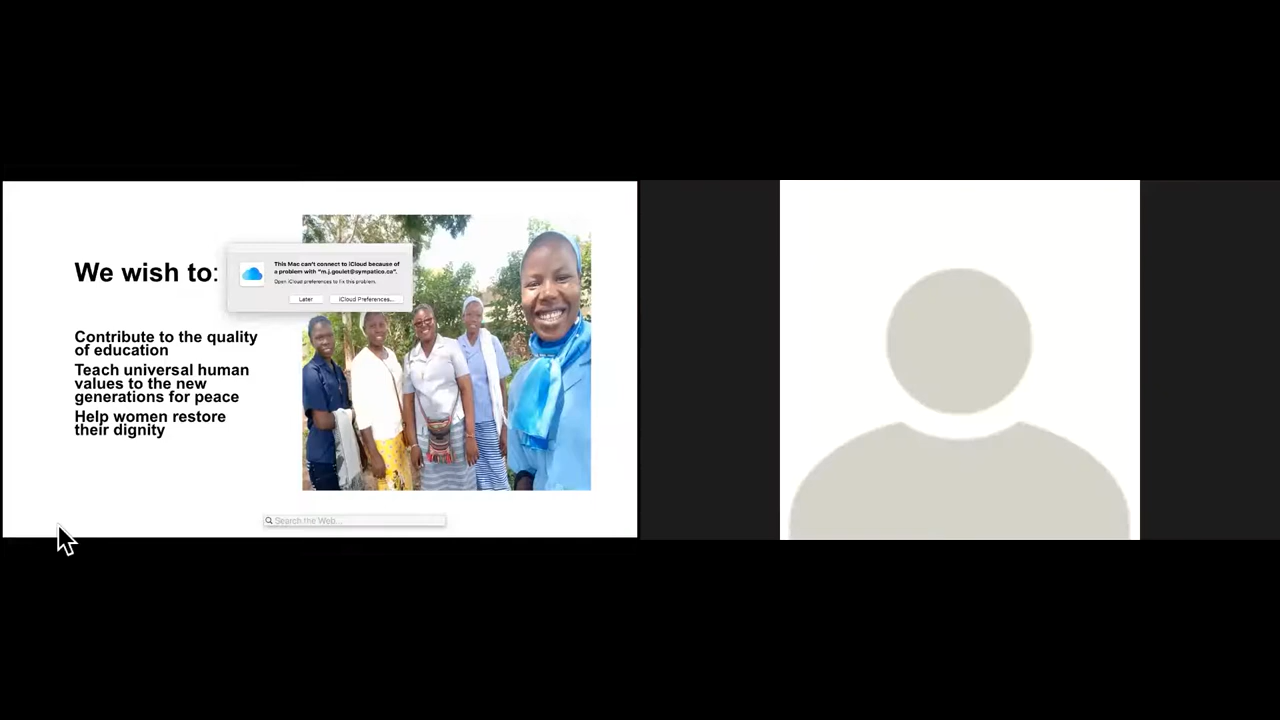 We wish to:
This Mac can't connect to iCloud because of
a problem with "m.j.goulet@sympatico.ca".
Open iCloud preferences to fix this problem.
Later
iCloud Preferences...
Contribute to the quality
of education
Teach universal human
values to the new
generations for peace
Help women restore
their dignity
Search the Web...